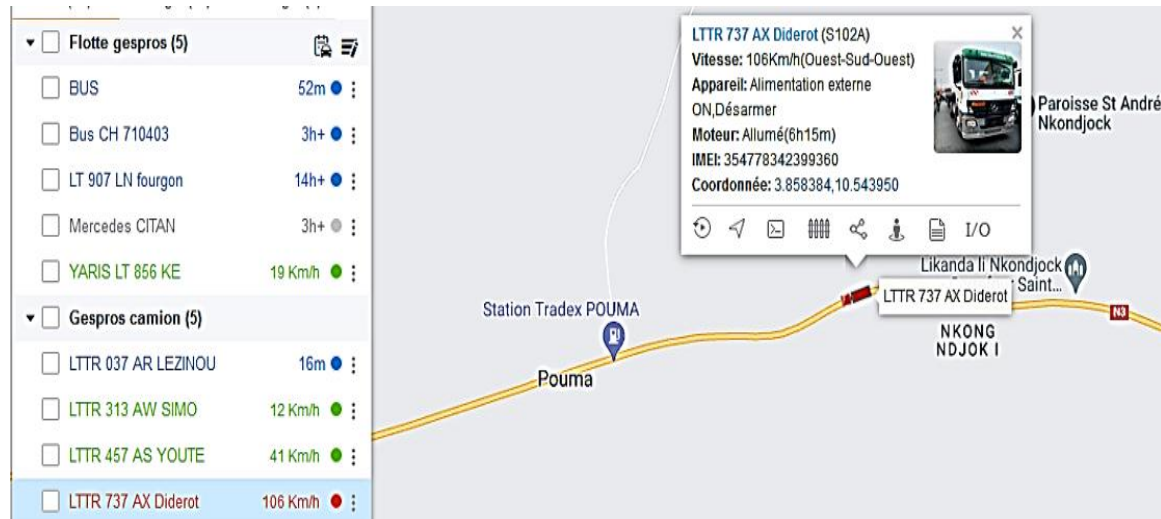 Flotte gespros (5)
BUS 52m
Bus CH 710403 3h+
LT 907 LN fourgon 14h+
Mercedes CITAN 3h+
YARIS LT 856 KE 19 Km/h
Gespros camion (5)
LTTR 037 AR LEZINOU 16m
LTTR 313 AW SIMO 12 Km/h
LTTR 457 AS YOUTE 41 Km/h
LTTR 737 AX Diderot 106 Km/h
LTTR 737 AX Diderot (S102A)
Vitesse: 106Km/h(Ouest-Sud-Ouest)
Appareil: Alimentation externe
ON,Désarmer
Moteur: Allumé(6h15m)
IMEI: 354778342399360
Coordonnée: 3.858384,10.543950
I/O
Paroisse St André
Nkondjock
Likanda li Nkondjock
Saint...
LTTR 737 AX Diderot
N3
NKONG
NDJOK I
Station Tradex POUMA
Pouma